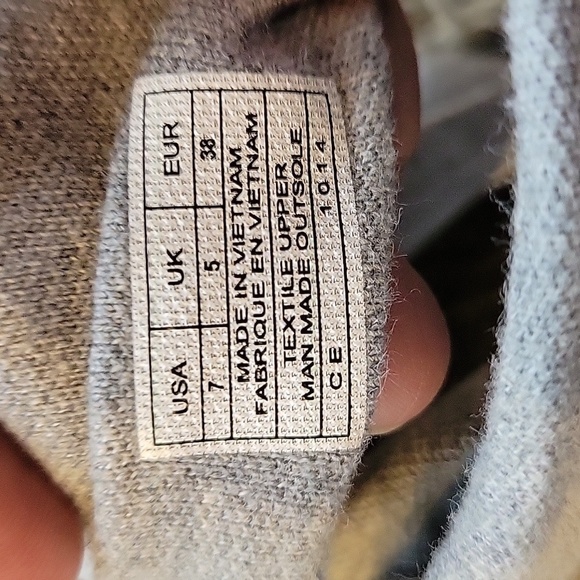 USA UK EUR
7 5 38
MADE IN VIETNAM
FABRIQUE EN VIETNAM
TEXTILE UPPER
MAN MADE OUTSOLE
CE 1014